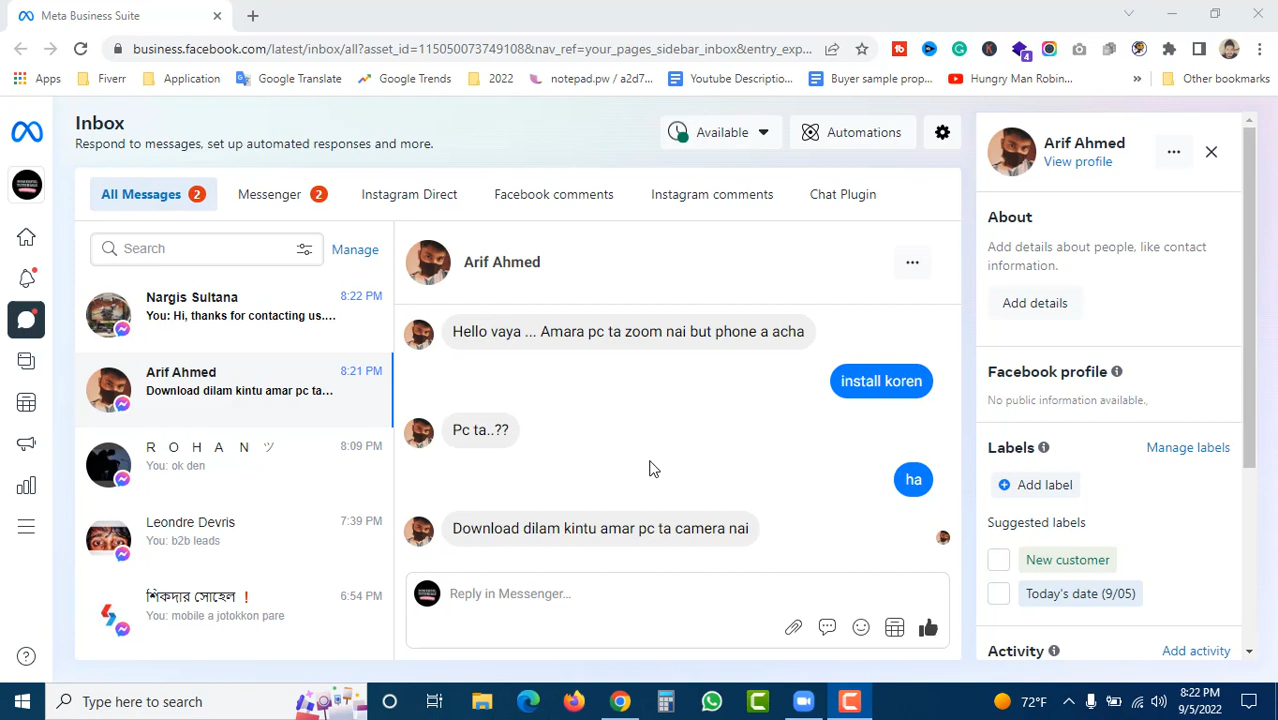 Meta Business Suite
business.facebook.com/latest/inbox/all?asset_id=115050073749108&nav_ref=your_pages_sidebar_inbox&entry_exp...
4
Apps
Fiverr
Application
Google Translate
Google Trends
2022
notepad.pw / a2d7...
Youtube Descriptio...
Buyer sample prop...
Hungry Man Robin...
»
Other bookmarks
Inbox
Respond to messages, set up automated responses and more.
Available
Automations
All Messages 2
Messenger 2
Instagram Direct
Facebook comments
Instagram comments
Chat Plugin
Search
Manage
Nargis Sultana
8:22 PM
You: Hi, thanks for contacting us....
Arif Ahmed
8:21 PM
Download dilam kintu amar pc ta...
R O H A N ツ
8:09 PM
You: ok den
Leondre Devris
7:39 PM
You: b2b leads
শিকদার সোহেল ❗
6:54 PM
You: mobile a jotokkon pare
Arif Ahmed
Hello vaya ... Amara pc ta zoom nai but phone a acha
install koren
Pc ta..??
ha
Download dilam kintu amar pc ta camera nai
Reply in Messenger...
Arif Ahmed
View profile
About
Add details about people, like contact
information.
Add details
Facebook profile
No public information available.,
Labels
Manage labels
Add label
Suggested labels
New customer
Today's date (9/05)
Activity
Add activity
Type here to search
72°F
8:22 PM
9/5/2022